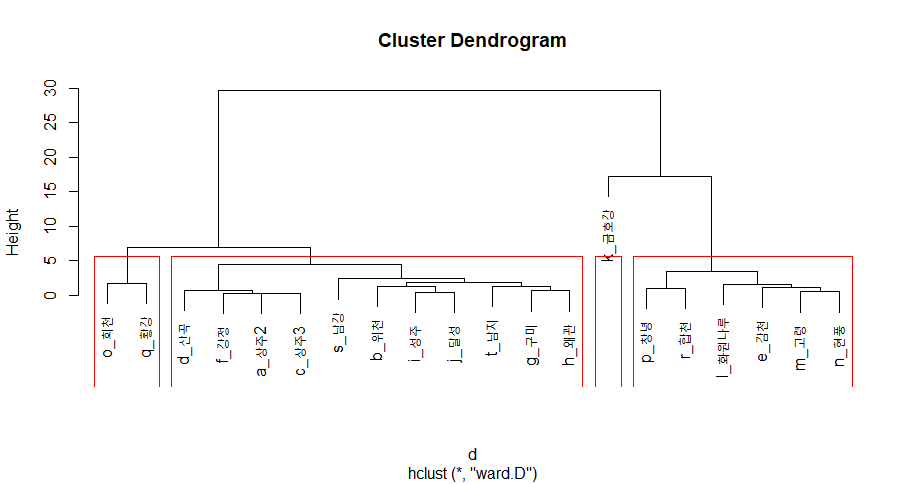 Cluster Dendrogram
Height
30
25
20
15
10
5
0
o_회천
q_황강
d_산곡
f_강정
a_상주2
c_상주3
s_남강
b_위천
i_성주
j_달성
t_남지
g_구미
h_왜관
k_금호강
p_창녕
r_합천
l_화원나루
e_감천
m_고령
n_현풍
d
hclust (*, "ward.D")